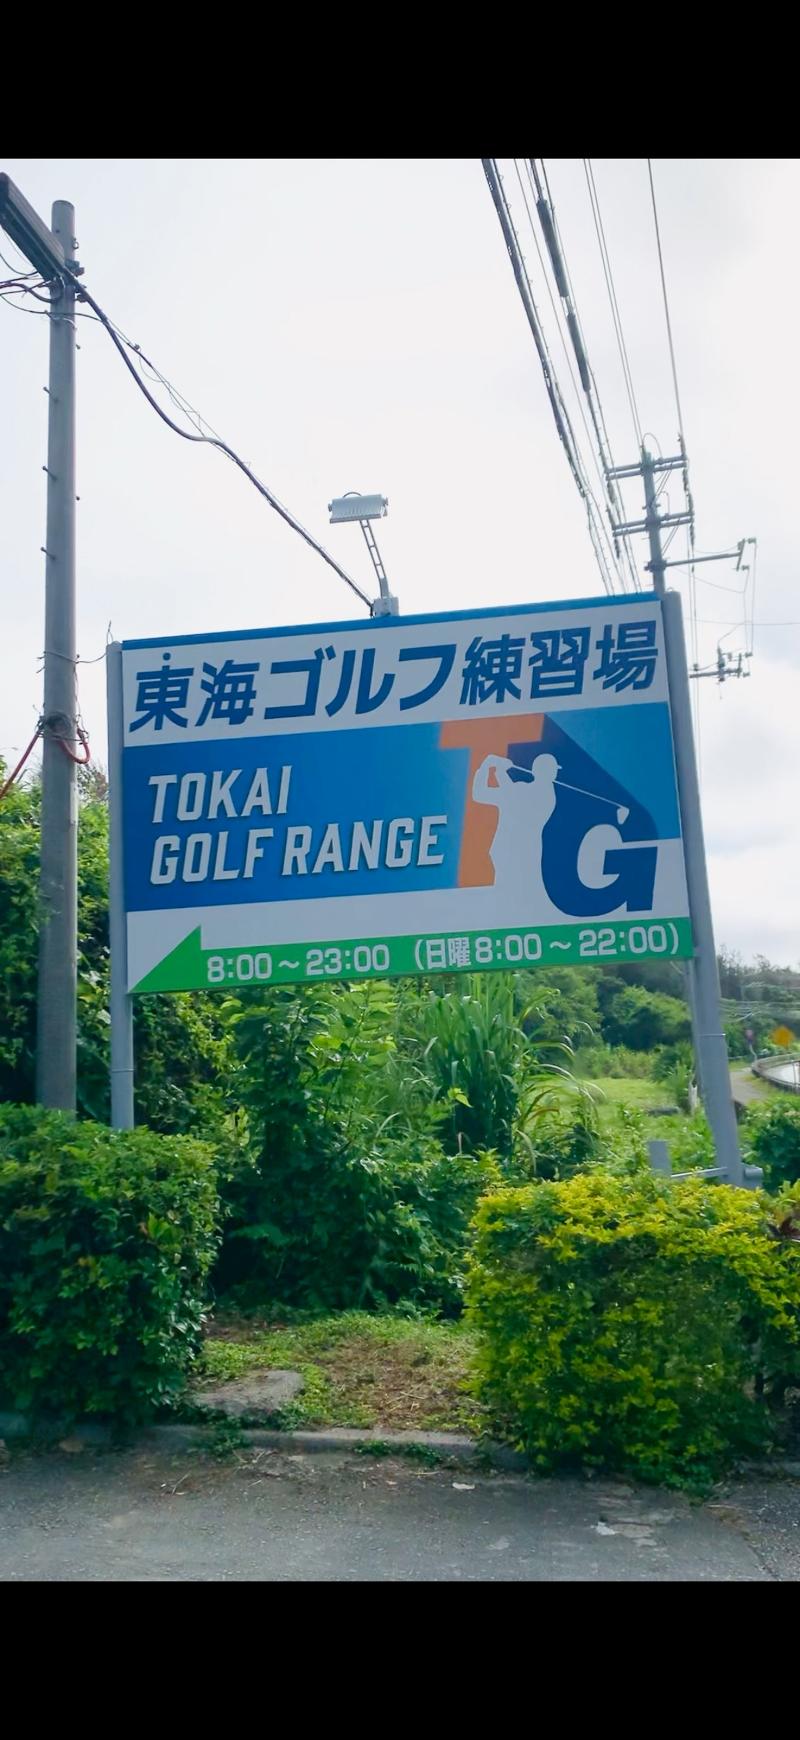 東海ゴルフ練習場
TOKAI
GOLF RANGE
TG
8:00～23:00 (日曜8:00～22:00)